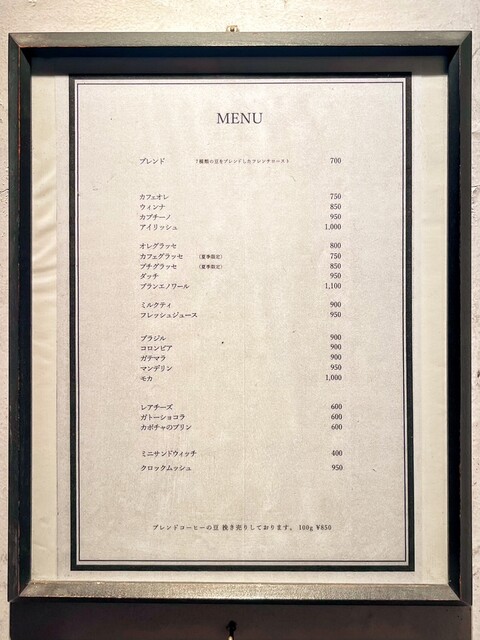 MENU
ブレンド 7種類の豆をブレンドしたフレンチロースト 700
カフェオレ 750
ウィンナ 850
カプチーノ 950
アイリッシュ 1,000
オレグラッセ 800
カフェグラッセ （夏季限定） 750
プチグラッセ （夏季限定） 850
ダッチ 950
ブランエノワール 1,100
ミルクティ 900
フレッシュジュース 950
ブラジル 900
コロンビア 900
ガテマラ 900
マンデリン 950
モカ 1,000
レアチーズ 600
ガトーショコラ 600
カボチャのプリン 600
ミニサンドウィッチ 400
クロックムッシュ 950
ブレンドコーヒーの豆 挽き売りしております。 100g ¥850